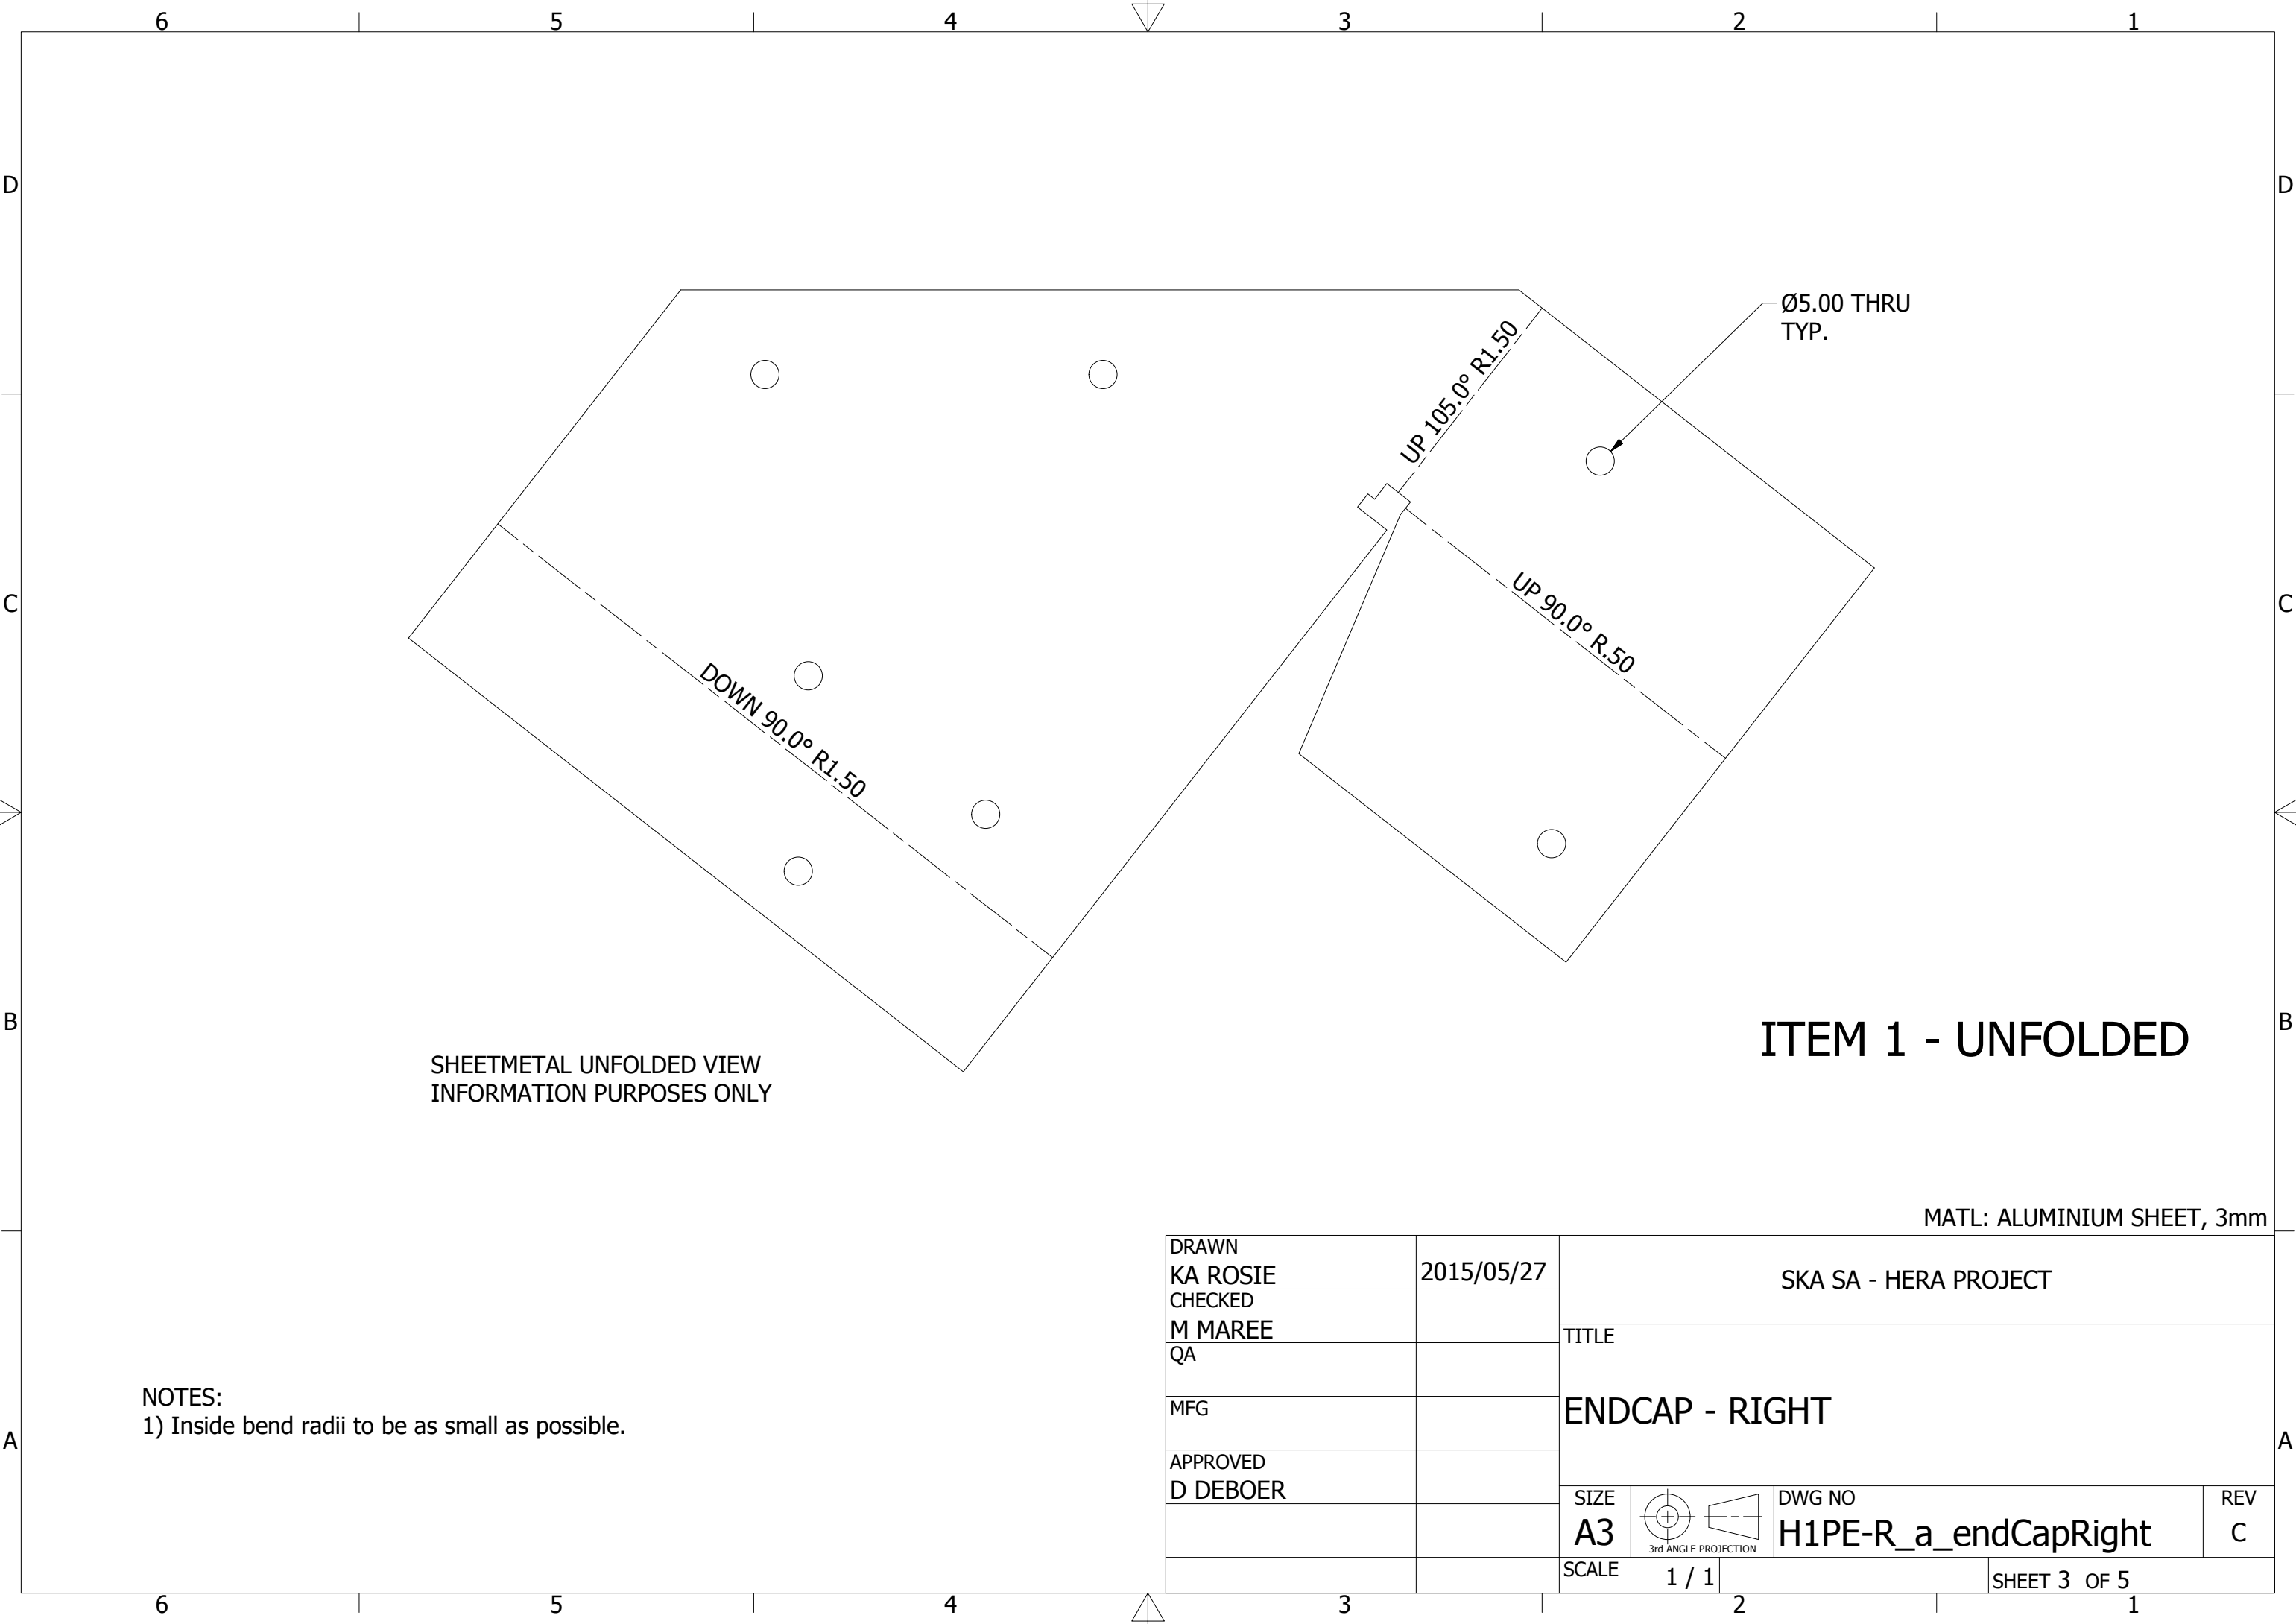 6 5 4 3 2 1
D D
Ø5.00 THRU
TYP.
UP 105.0° R1.50
C C
UP 90.0° R.50
DOWN 90.0° R1.50
B B
ITEM 1 - UNFOLDED
SHEETMETAL UNFOLDED VIEW
INFORMATION PURPOSES ONLY
MATL: ALUMINIUM SHEET, 3mm
DRAWN
KA ROSIE
2015/05/27
SKA SA - HERA PROJECT
CHECKED
M MAREE
TITLE
ENDCAP - RIGHT
QA
MFG
APPROVED
D DEBOER
NOTES:
1) Inside bend radii to be as small as possible.
A A
SIZE
A3
3rd ANGLE PROJECTION
DWG NO
H1PE-R_a_endCapRight
REV
C
SCALE
1 / 1
SHEET 3 OF 5
6 5 4 3 2 1